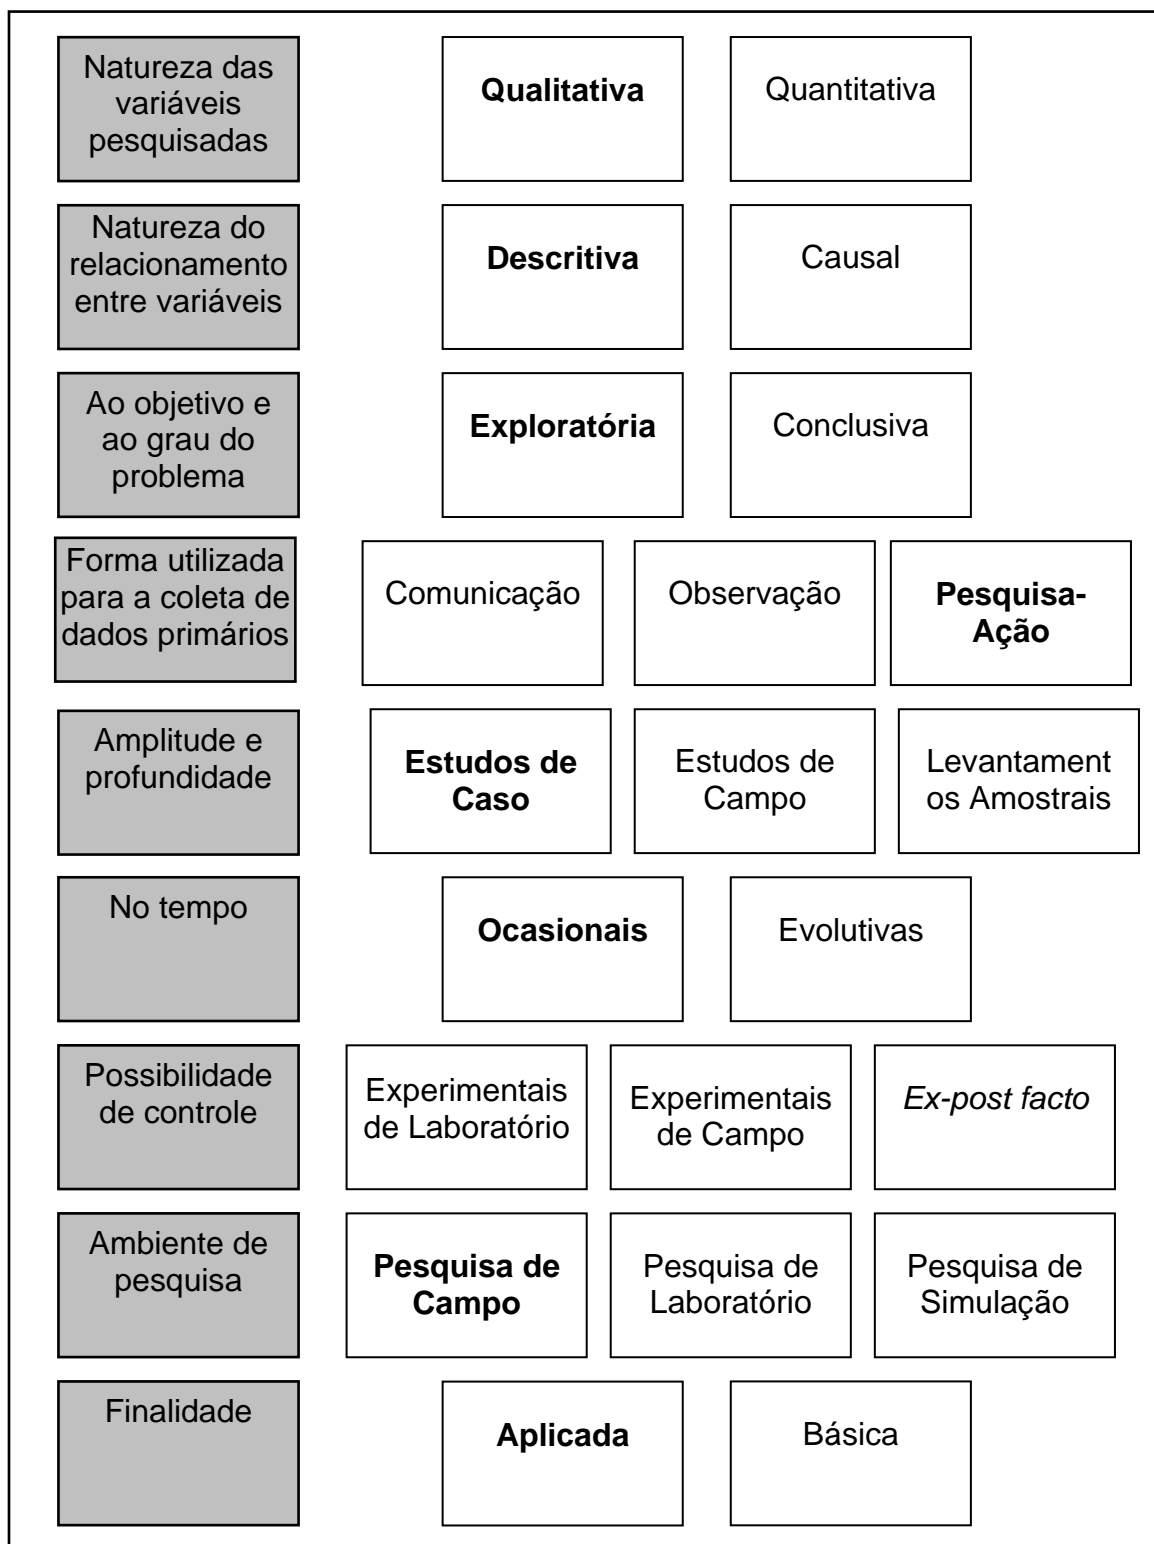 Natureza das
variáveis
pesquisadas
Qualitativa
Quantitativa
Natureza do
relacionamento
entre variáveis
Descritiva
Causal
Ao objetivo e
ao grau do
problema
Exploratória
Conclusiva
Forma utilizada
para a coleta de
dados primários
Comunicação
Observação
Pesquisa-
Ação
Amplitude e
profundidade
Estudos de
Caso
Estudos de
Campo
Levantament
os Amostrais
No tempo
Ocasionais
Evolutivas
Possibilidade
de controle
Experimentais
de Laboratório
Experimentais
de Campo
Ex-post facto
Ambiente de
pesquisa
Pesquisa de
Campo
Pesquisa de
Laboratório
Pesquisa de
Simulação
Finalidade
Aplicada
Básica